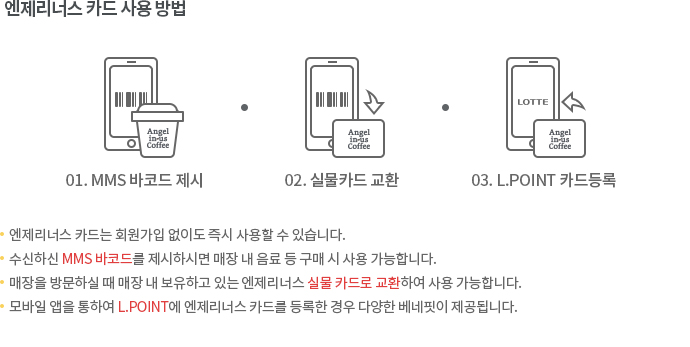 엔제리너스 카드 사용 방법
Angel
in-us
Coffee
Angel
in-us
Coffee
LOTTE
Angel
in-us
Coffee
01. MMS 바코드 제시
02. 실물카드 교환
03. L.POINT 카드등록
엔제리너스 카드는 회원가입 없이도 즉시 사용할 수 있습니다.
수신하신 MMS 바코드를 제시하시면 매장 내 음료 등 구매 시 사용 가능합니다.
매장을 방문하실 때 매장 내 보유하고 있는 엔제리너스 실물 카드로 교환하여 사용 가능합니다.
모바일 앱을 통하여 L.POINT에 엔제리너스 카드를 등록한 경우 다양한 베네핏이 제공됩니다.